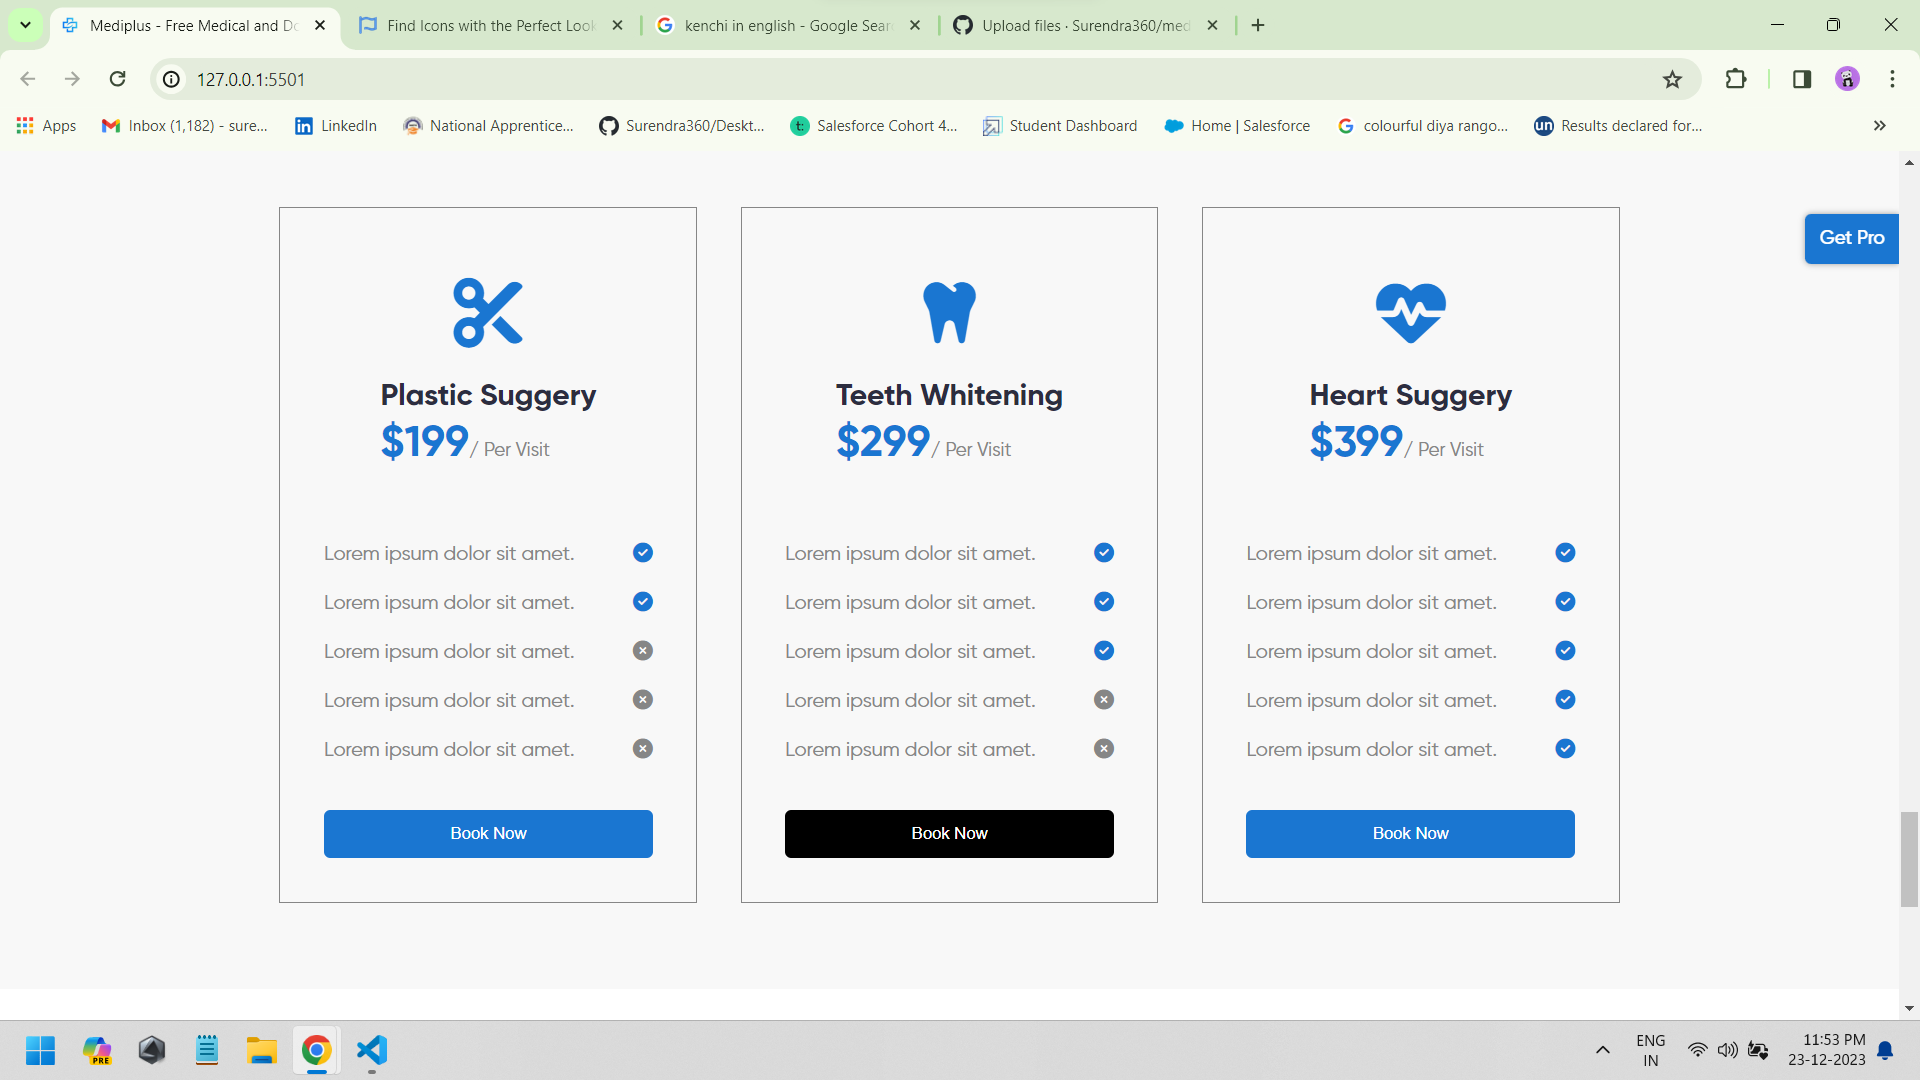 Mediplus - Free Medical and Do
Find Icons with the Perfect Look
kenchi in english - Google Sear
Upload files · Surendra360/med
127.0.0.1:5501
Apps
Inbox (1,182) - sure...
LinkedIn
National Apprentice...
Surendra360/Deskt...
Salesforce Cohort 4...
Student Dashboard
Home | Salesforce
colourful diya rango...
Results declared for...
Get Pro
Plastic Suggery
$199/ Per Visit
Lorem ipsum dolor sit amet.
Lorem ipsum dolor sit amet.
Lorem ipsum dolor sit amet.
Lorem ipsum dolor sit amet.
Lorem ipsum dolor sit amet.
Book Now
Teeth Whitening
$299/ Per Visit
Lorem ipsum dolor sit amet.
Lorem ipsum dolor sit amet.
Lorem ipsum dolor sit amet.
Lorem ipsum dolor sit amet.
Lorem ipsum dolor sit amet.
Book Now
Heart Suggery
$399/ Per Visit
Lorem ipsum dolor sit amet.
Lorem ipsum dolor sit amet.
Lorem ipsum dolor sit amet.
Lorem ipsum dolor sit amet.
Lorem ipsum dolor sit amet.
Book Now
PRE
ENG
IN
11:53 PM
23-12-2023